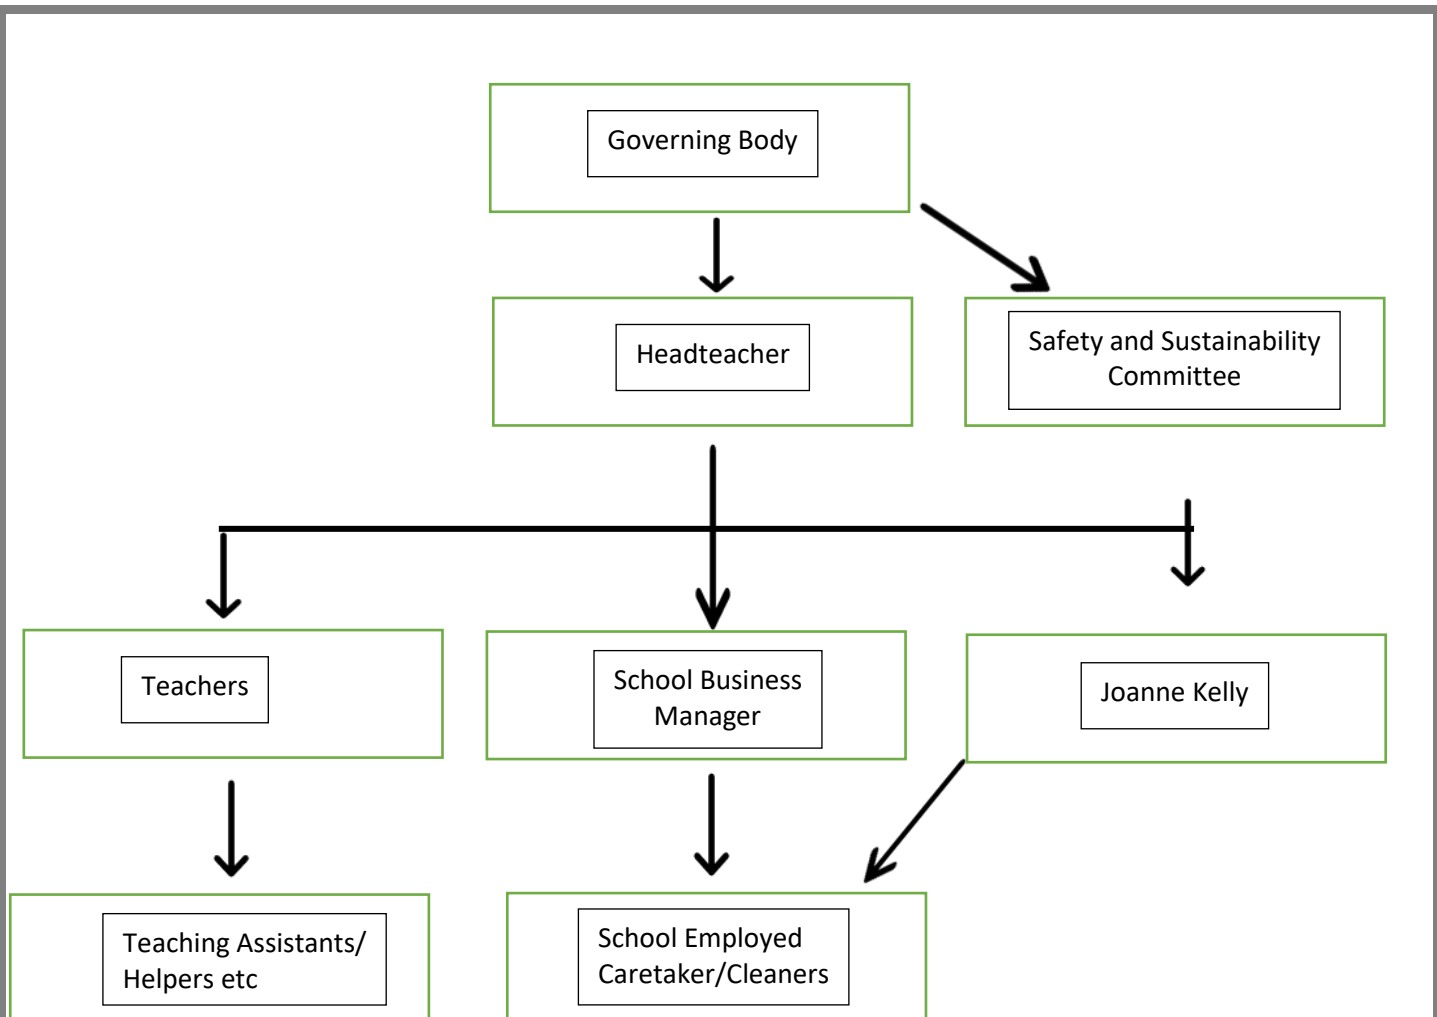 Governing Body
Headteacher
Safety and Sustainability
Committee
Teachers
School Business
Manager
Joanne Kelly
Teaching Assistants/
Helpers etc
School Employed
Caretaker/Cleaners